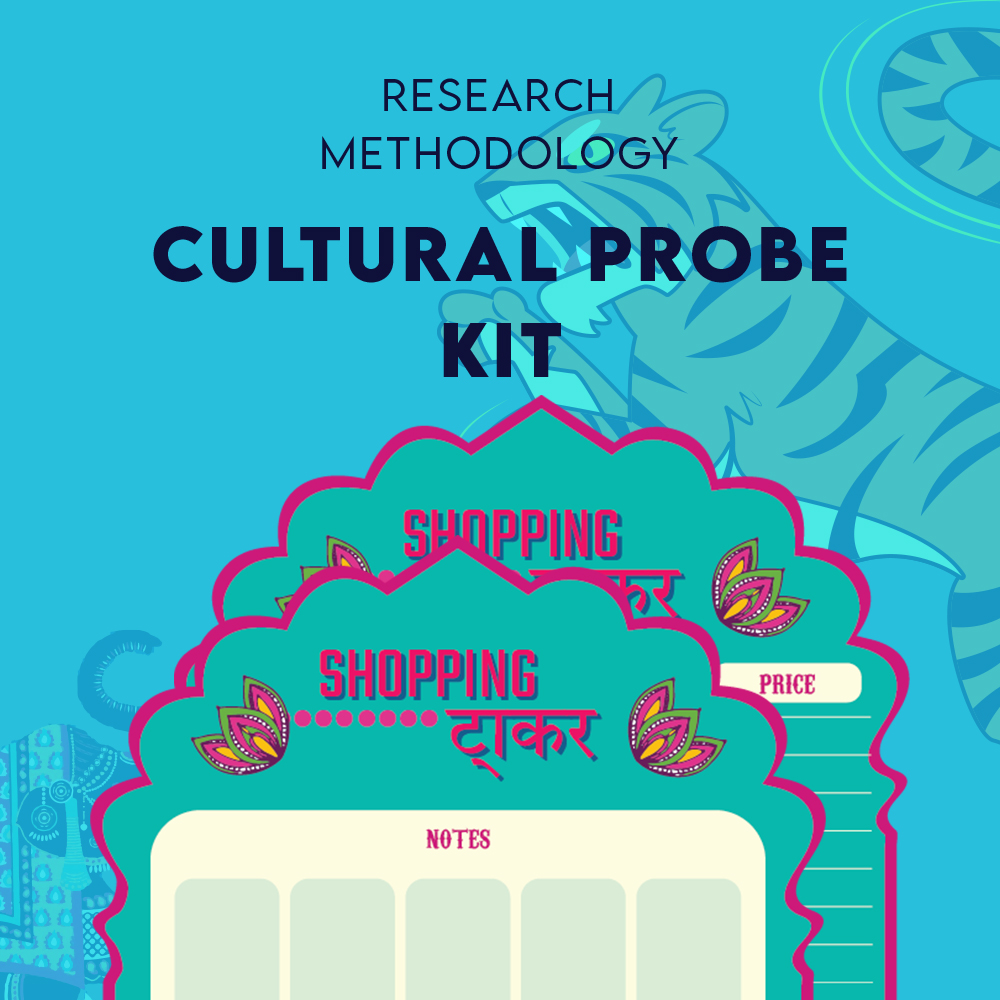 RESEARCH
METHODOLOGY
CULTURAL PROBE
KIT
SHOPPING
SHOPPING
ट्ाकर
PRICE
NOTES